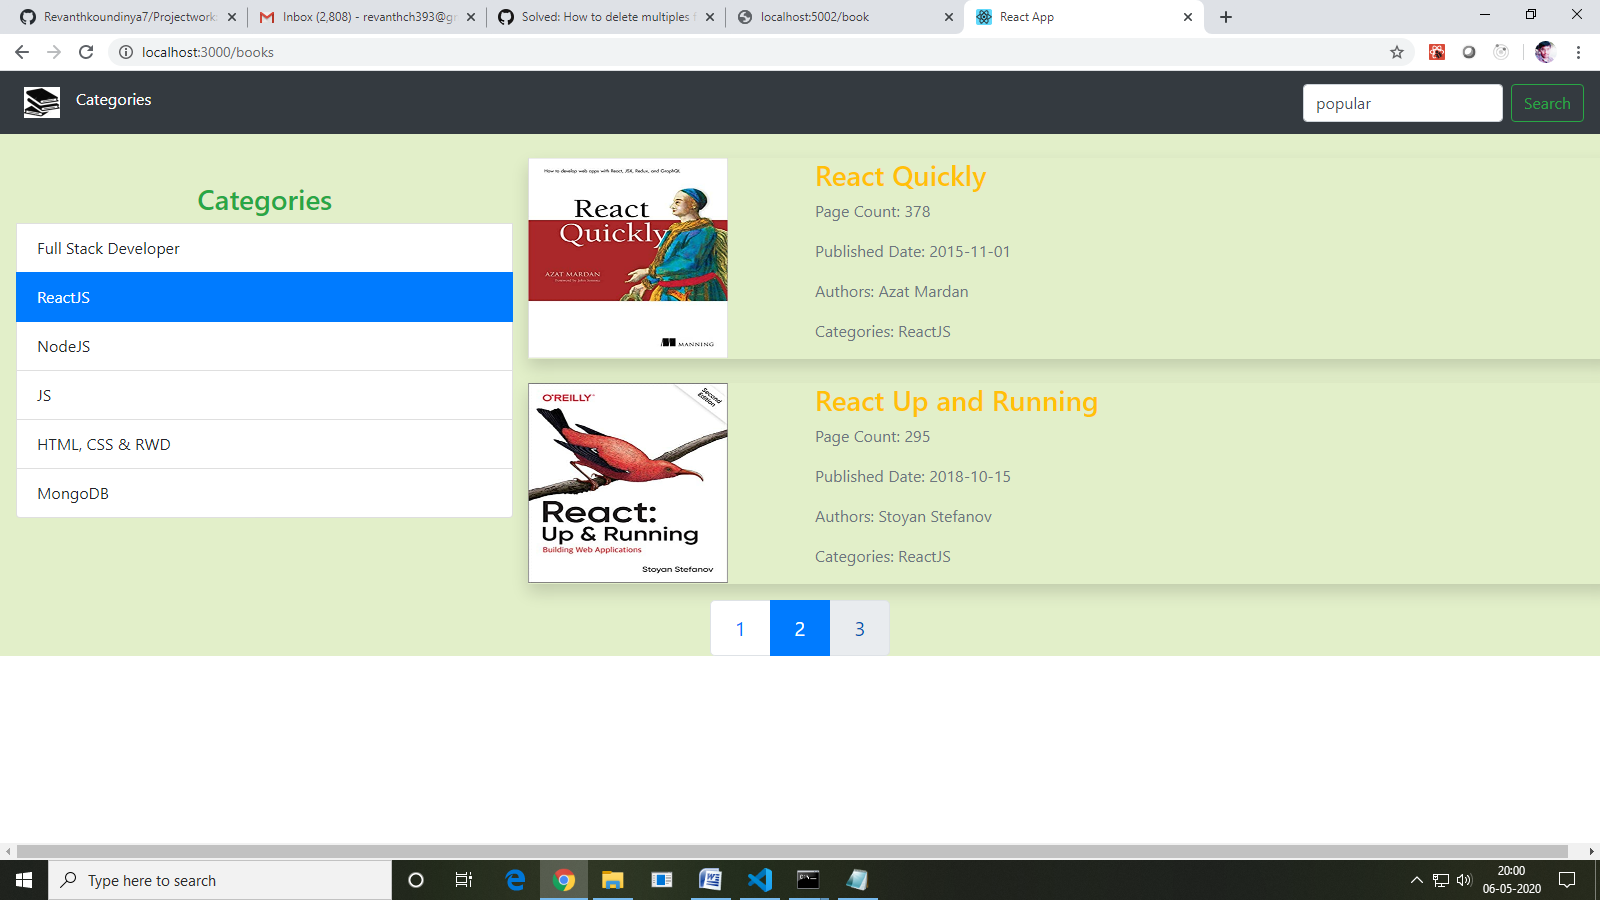 Revanthkoundinya7/Projectwork:
Inbox (2,808) - revanthch393@gr
Solved: How to delete multiples f
localhost:5002/book
React App
localhost:3000/books
Categories
popular
Search
Categories
Full Stack Developer
ReactJS
NodeJS
JS
HTML, CSS & RWD
MongoDB
How to develop web apps with React, JSX, Redux, and GraphQL
React
Quickly
AZAT MARDAN
Foreword by John Sonmez
MANNING
React Quickly
Page Count: 378
Published Date: 2015-11-01
Authors: Azat Mardan
Categories: ReactJS
O'REILLY
Second
Edition
React:
Up & Running
Building Web Applications
Stoyan Stefanov
React Up and Running
Page Count: 295
Published Date: 2018-10-15
Authors: Stoyan Stefanov
Categories: ReactJS
1 2 3
Type here to search
20:00
06-05-2020